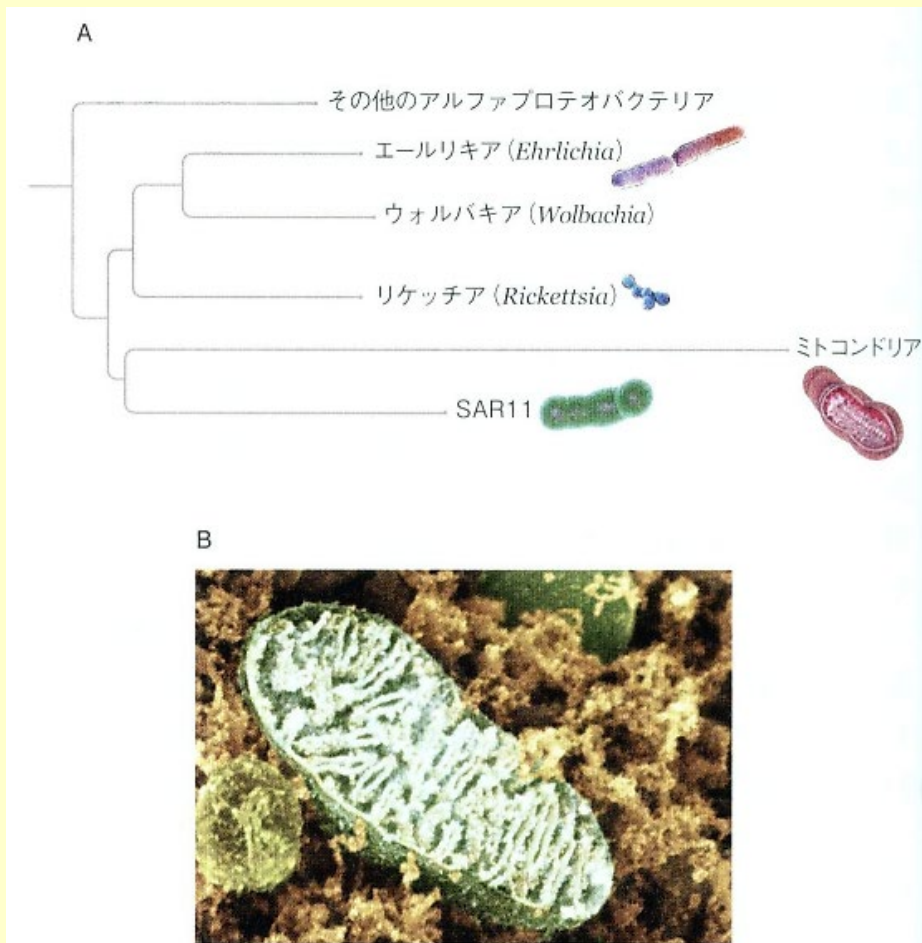 A
その他のアルファプロテオバクテリア
エールリキア(Ehrlichia)
ウォルバキア(Wolbachia)
リケッチア(Rickettsia)
ミトコンドリア
SAR11
B